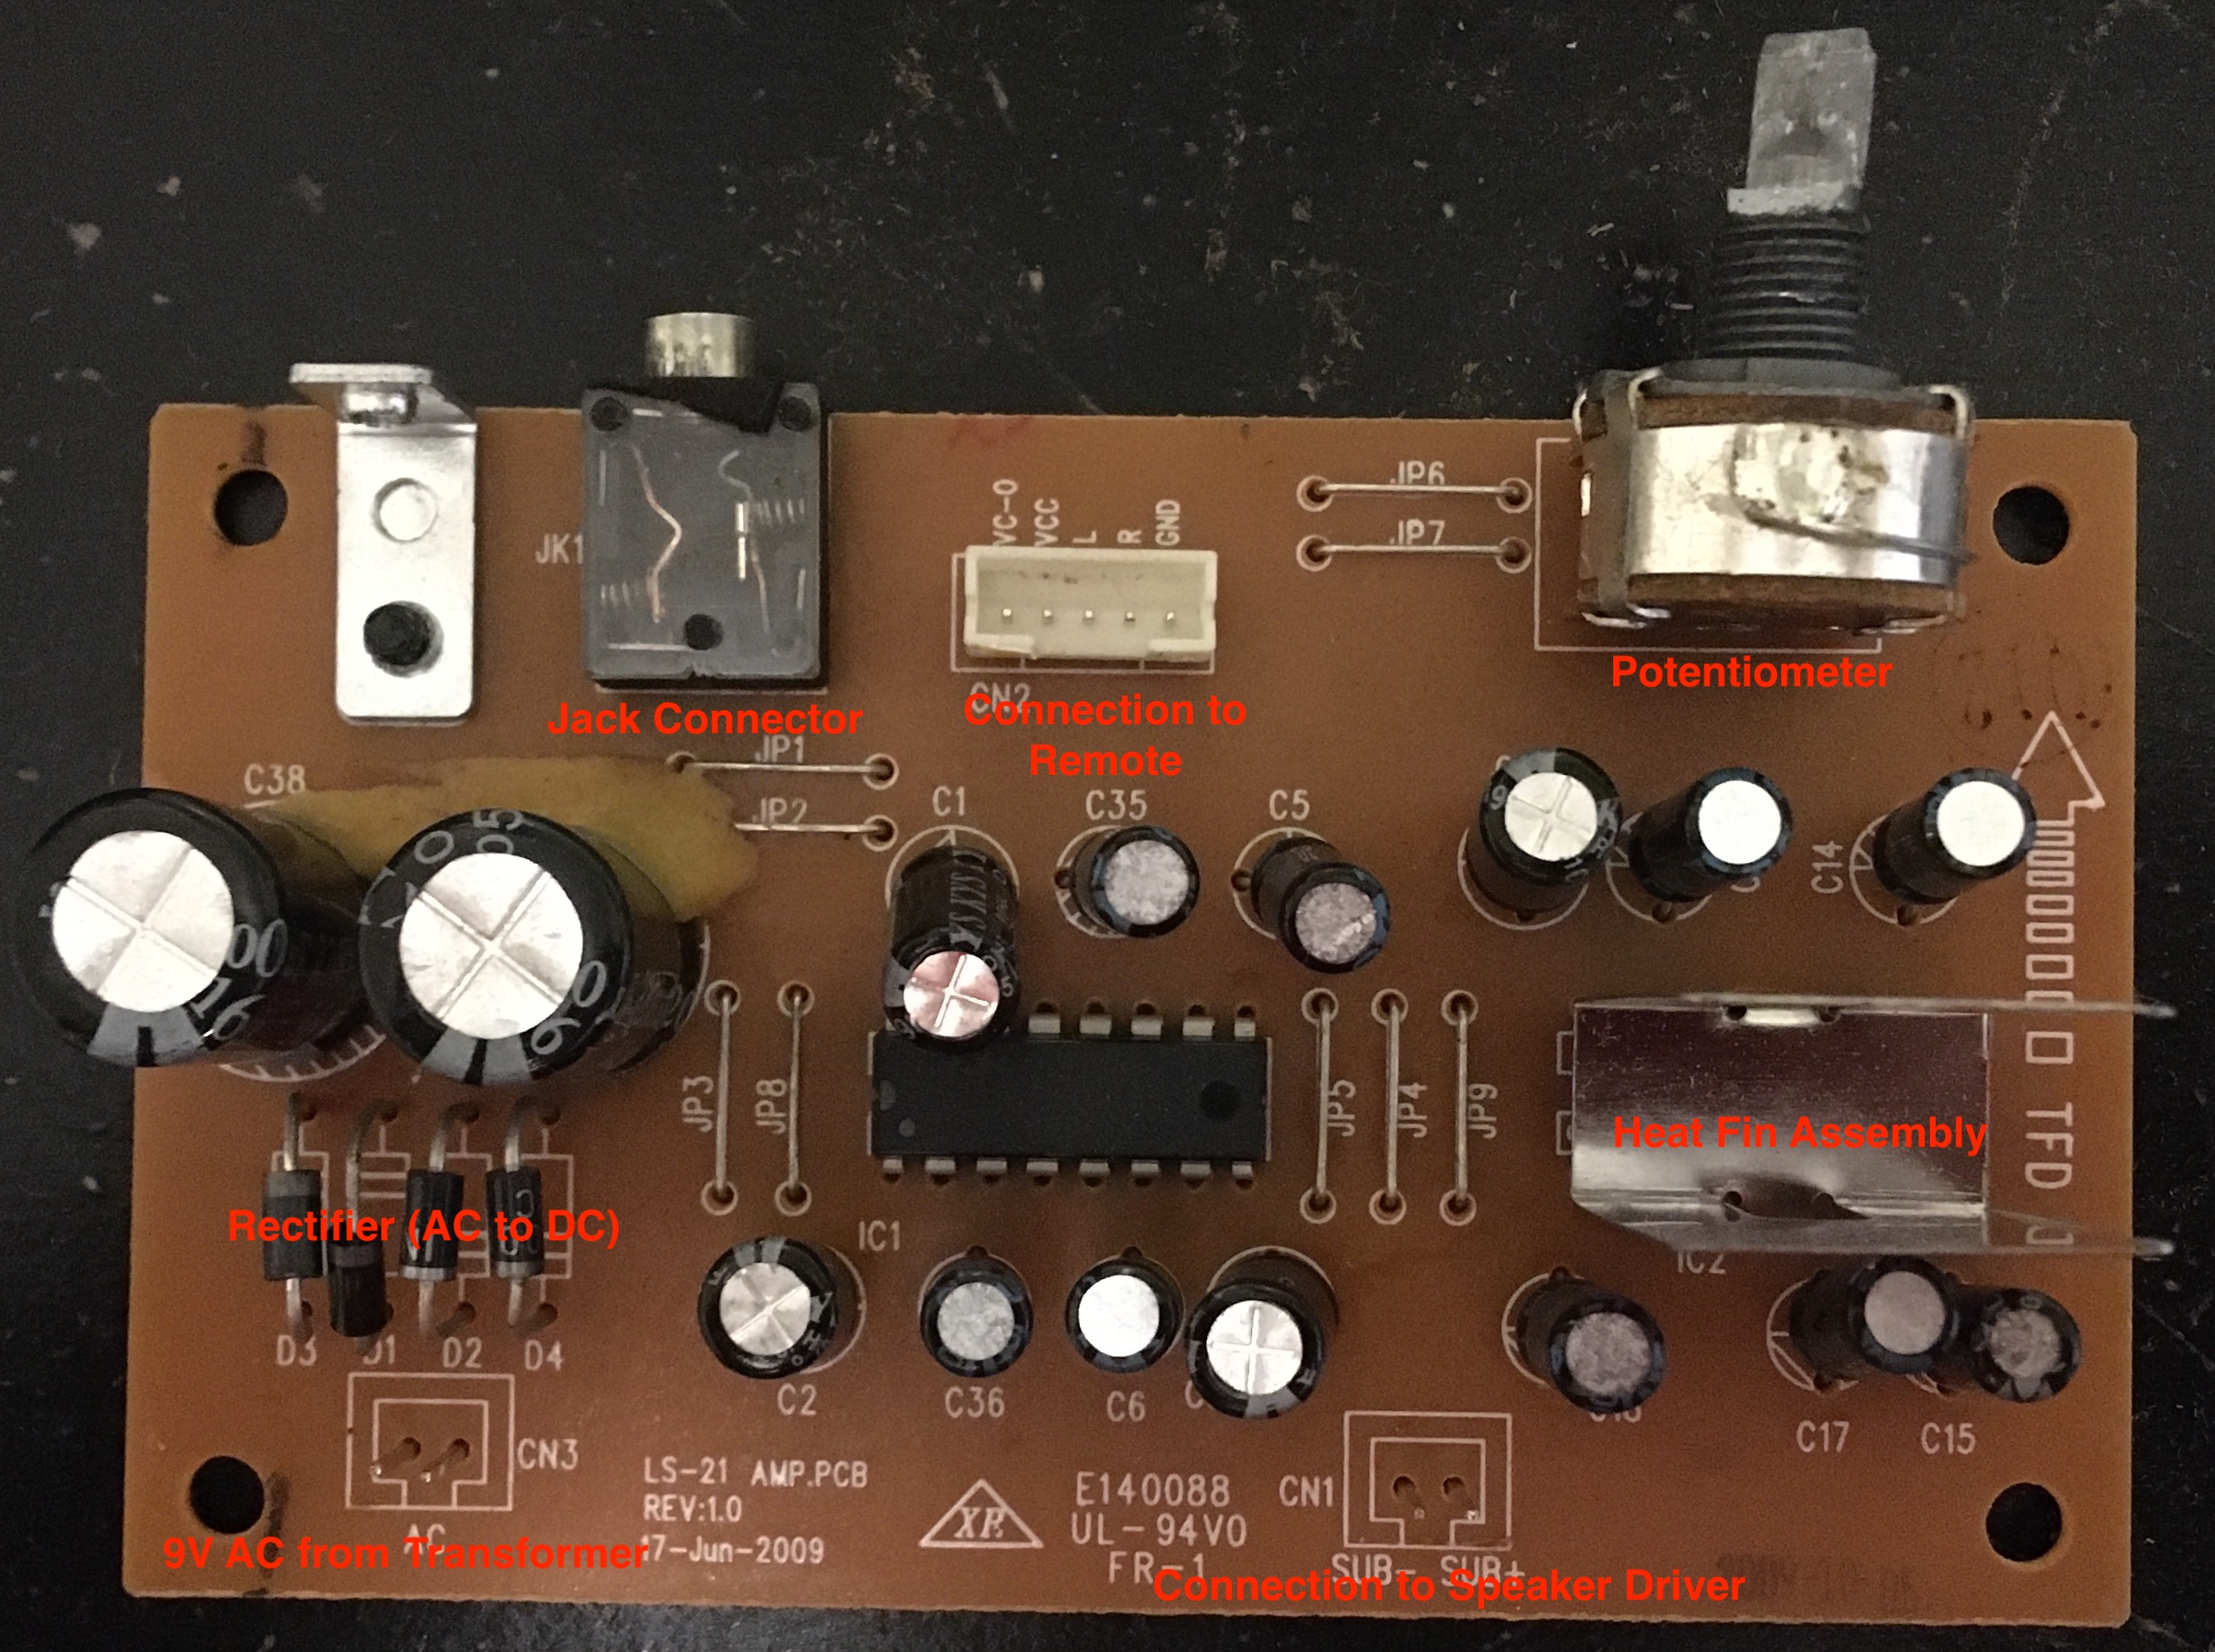 JP6
JP7
VC-0
VCC
L
R
GND
JK1
CN2
Potentiometer
Jack Connector
Connection to
Remote
JP1
JP2
C38
C1
C35
C5
C14
JP3
JP8
JP5
JP4
JP9
Heat Fin Assembly
TFD
Rectifier (AC to DC)
IC1
IC2
D3
D1
D2
D4
C2
C36
C6
C17
C15
CN3
AC
9V AC from Transformer
LS-21 AMP.PCB
REV:1.0
17-Jun-2009
E140088
UL-94V0
FR-1
CN1
SUB- SUB+
Connection to Speaker Driver